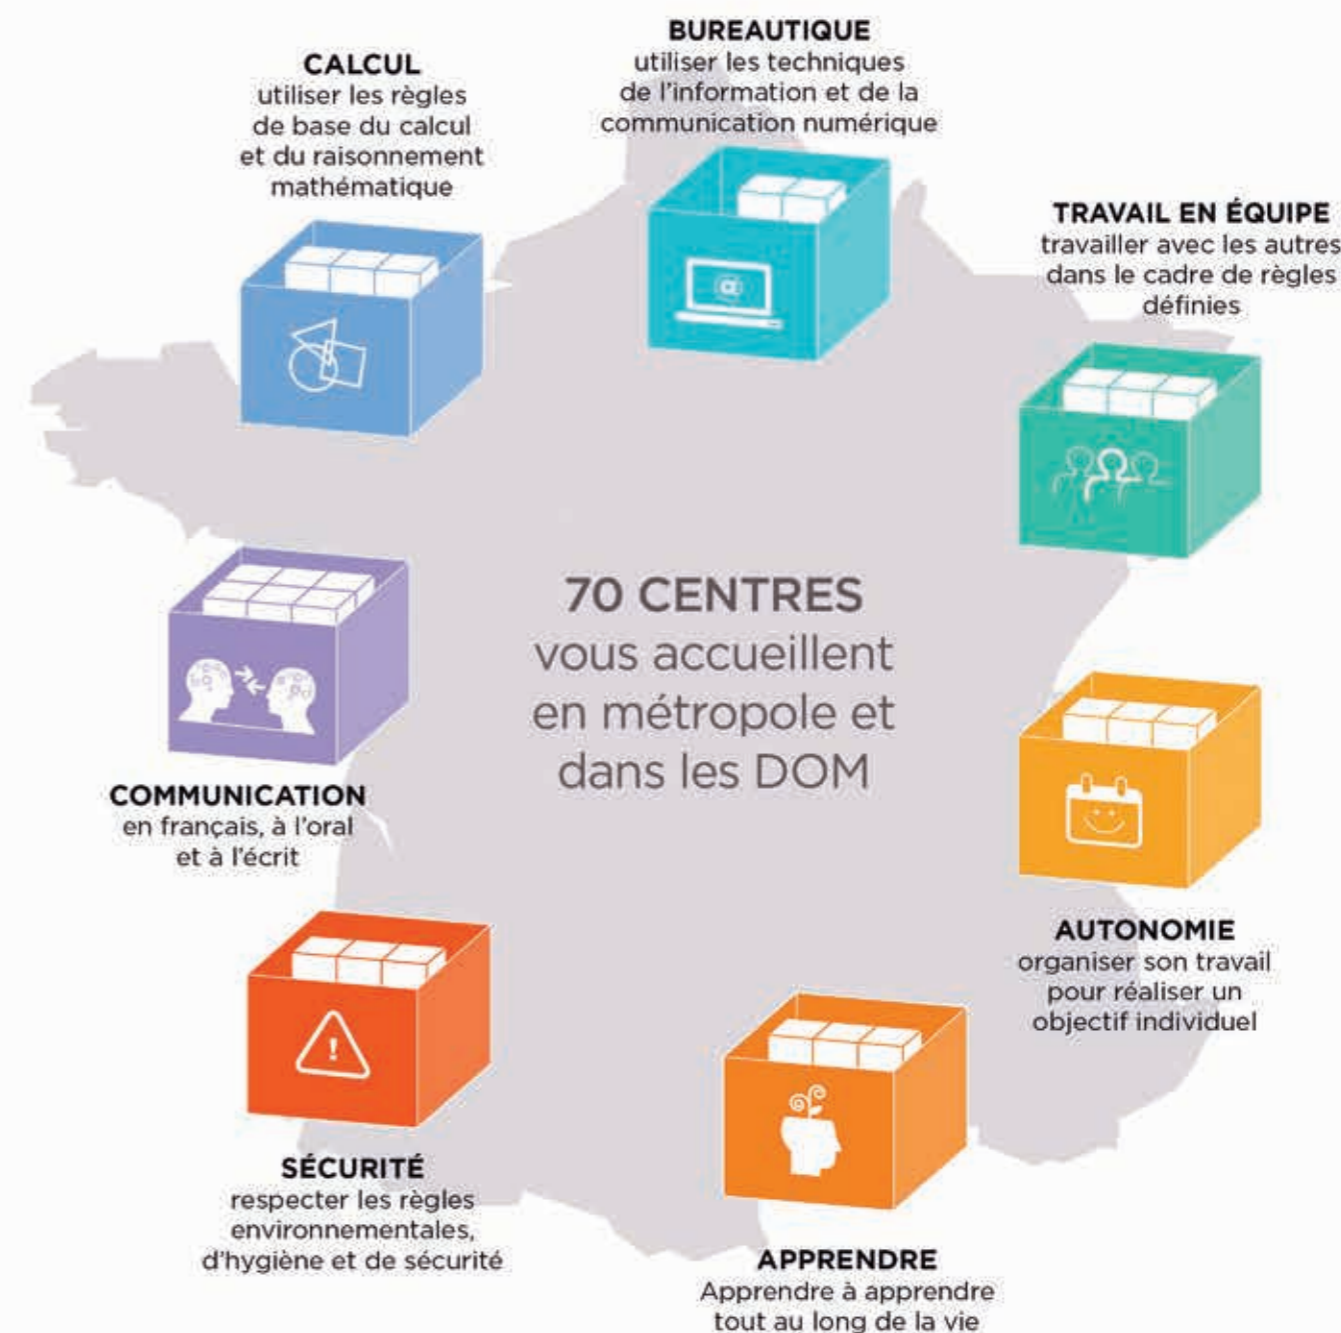 BUREAUTIQUE
utiliser les techniques
de l'information et de la
communication numérique
CALCUL
utiliser les règles
de base du calcul
et du raisonnement
mathématique
TRAVAIL EN ÉQUIPE
travailler avec les autres
dans le cadre de règles
définies
70 CENTRES
vous accueillent
en métropole et
dans les DOM
COMMUNICATION
en français, à l'oral
et à l'écrit
AUTONOMIE
organiser son travail
pour réaliser un
objectif individuel
SÉCURITÉ
respecter les règles
environnementales,
d'hygiène et de sécurité
APPRENDRE
Apprendre à apprendre
tout au long de la vie